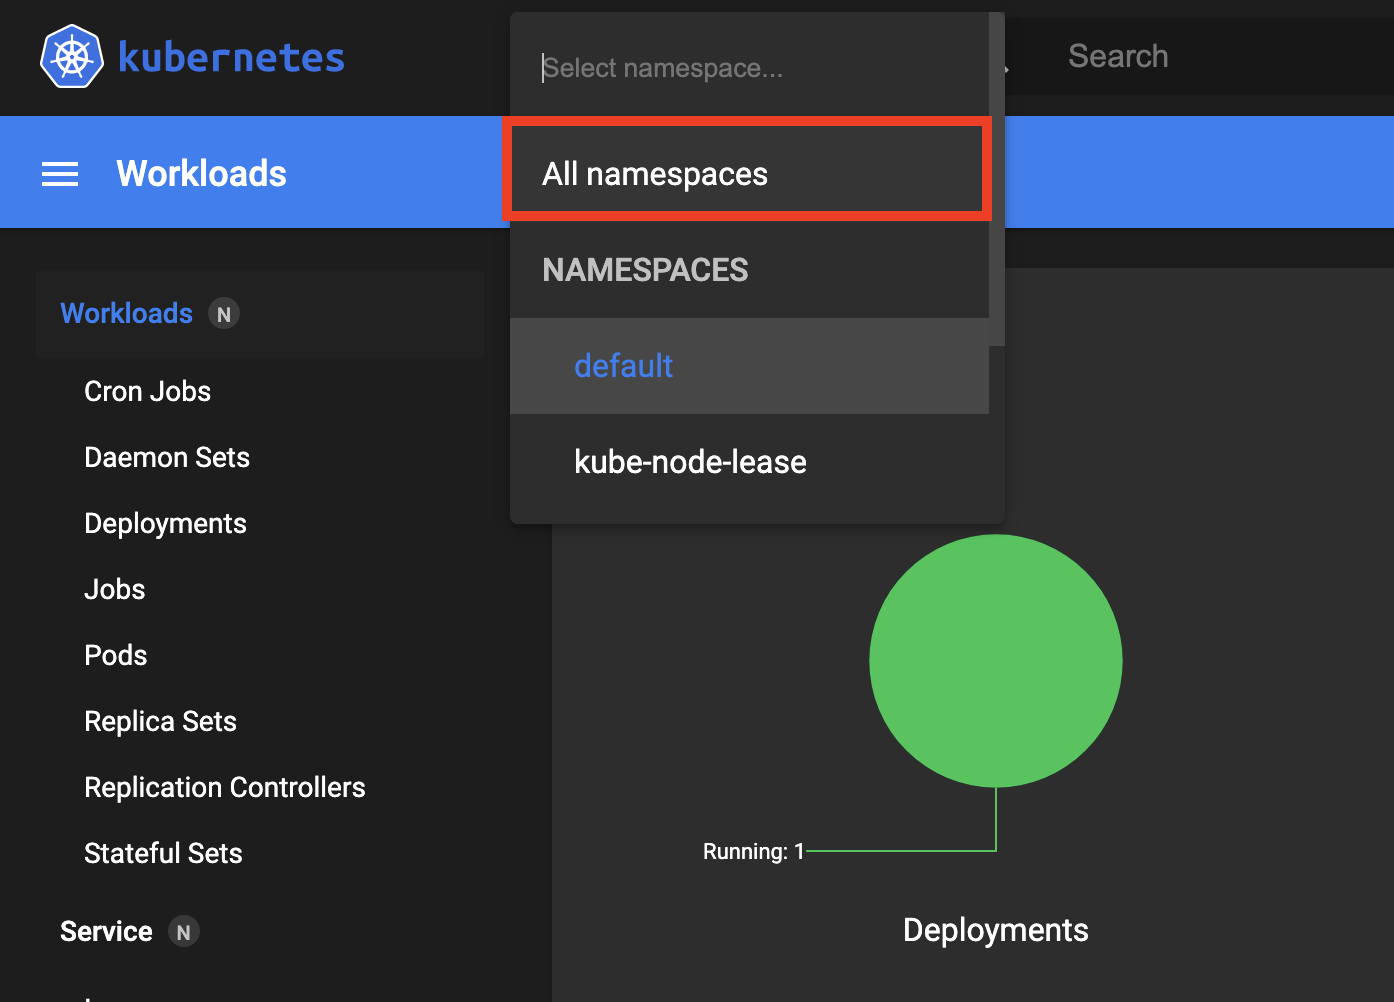 kubernetes
Select namespace...
Search
All namespaces
Workloads
NAMESPACES
default
kube-node-lease
Workloads N
Cron Jobs
Daemon Sets
Deployments
Jobs
Pods
Replica Sets
Replication Controllers
Stateful Sets
Service N
Running: 1
Deployments